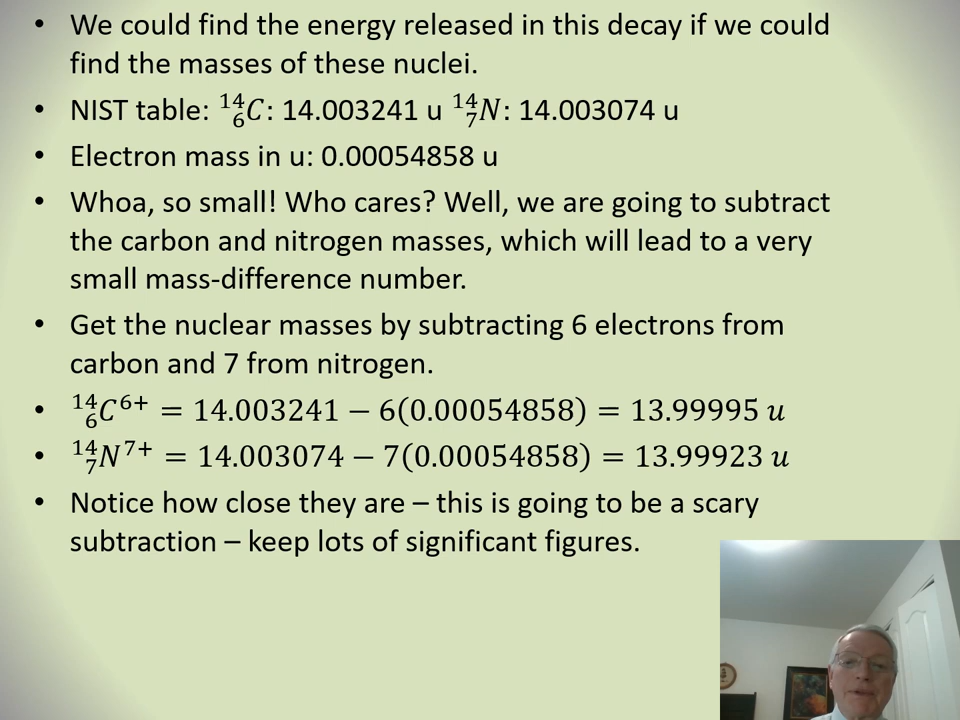 • We could find the energy released in this decay if we could
find the masses of these nuclei.
• NIST table: ¹⁴₆C: 14.003241 u ¹⁴₇N: 14.003074 u
• Electron mass in u: 0.00054858 u
• Whoa, so small! Who cares? Well, we are going to subtract
the carbon and nitrogen masses, which will lead to a very
small mass-difference number.
• Get the nuclear masses by subtracting 6 electrons from
carbon and 7 from nitrogen.
• ¹⁴₆C⁶⁺ = 14.003241 − 6(0.00054858) = 13.99995 u
• ¹⁴₇N⁷⁺ = 14.003074 − 7(0.00054858) = 13.99923 u
• Notice how close they are – this is going to be a scary
subtraction – keep lots of significant figures.